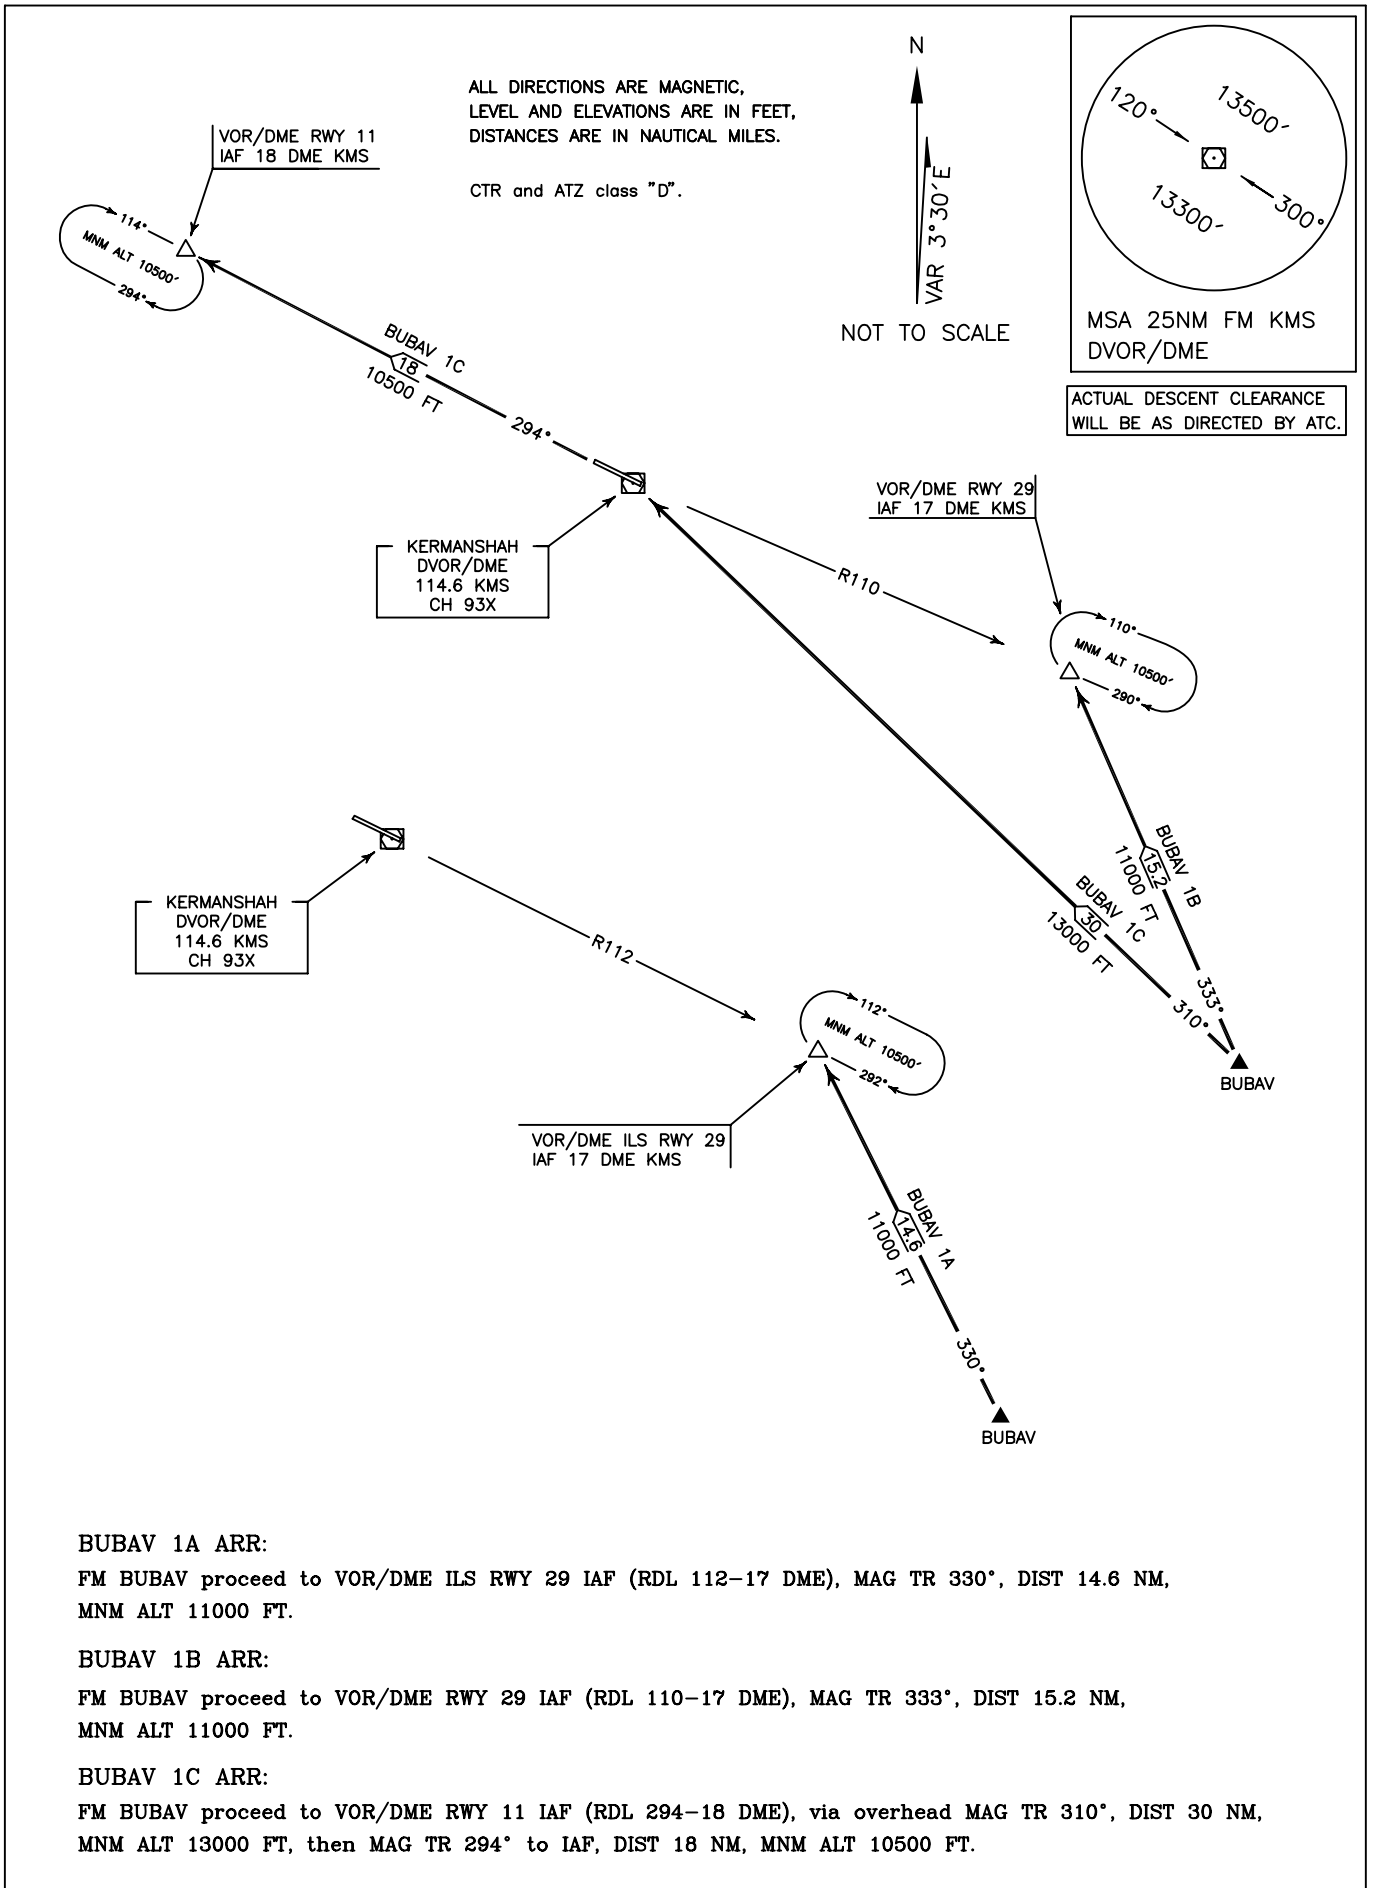 ALL DIRECTIONS ARE MAGNETIC,
LEVEL AND ELEVATIONS ARE IN FEET,
DISTANCES ARE IN NAUTICAL MILES.
CTR and ATZ class "D".
N
VAR 3°30′E
NOT TO SCALE
120°
13500′
13300′
300°
MSA 25NM FM KMS
DVOR/DME
ACTUAL DESCENT CLEARANCE
WILL BE AS DIRECTED BY ATC.
VOR/DME RWY 11
IAF 18 DME KMS
114°
MNM ALT 10500′
294°
BUBAV 1C
18
10500 FT
294°
KERMANSHAH
DVOR/DME
114.6 KMS
CH 93X
VOR/DME RWY 29
IAF 17 DME KMS
R110
110°
MNM ALT 10500′
290°
BUBAV 1B
15.2
11000 FT
333°
BUBAV 1C
30
13000 FT
310°
BUBAV
KERMANSHAH
DVOR/DME
114.6 KMS
CH 93X
R112
112°
MNM ALT 10500′
292°
VOR/DME ILS RWY 29
IAF 17 DME KMS
BUBAV 1A
14.6
11000 FT
330°
BUBAV
BUBAV 1A ARR:
FM BUBAV proceed to VOR/DME ILS RWY 29 IAF (RDL 112-17 DME), MAG TR 330°, DIST 14.6 NM,
MNM ALT 11000 FT.
BUBAV 1B ARR:
FM BUBAV proceed to VOR/DME RWY 29 IAF (RDL 110-17 DME), MAG TR 333°, DIST 15.2 NM,
MNM ALT 11000 FT.
BUBAV 1C ARR:
FM BUBAV proceed to VOR/DME RWY 11 IAF (RDL 294-18 DME), via overhead MAG TR 310°, DIST 30 NM,
MNM ALT 13000 FT, then MAG TR 294° to IAF, DIST 18 NM, MNM ALT 10500 FT.